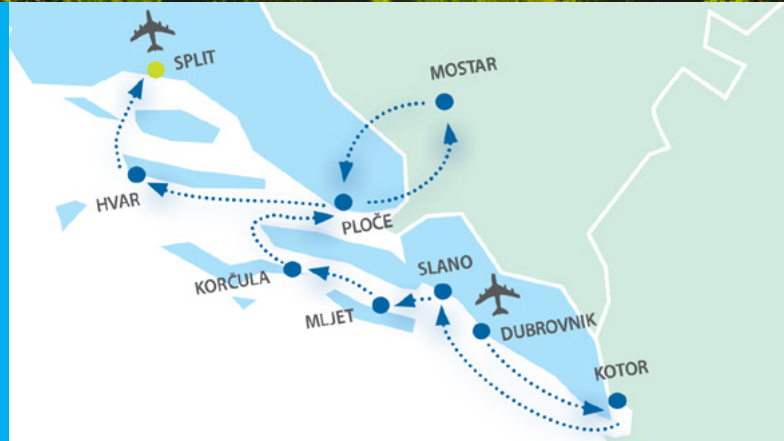 SPLIT
MOSTAR
HVAR
PLOČE
KORČULA
SLANO
MLJET
DUBROVNIK
KOTOR